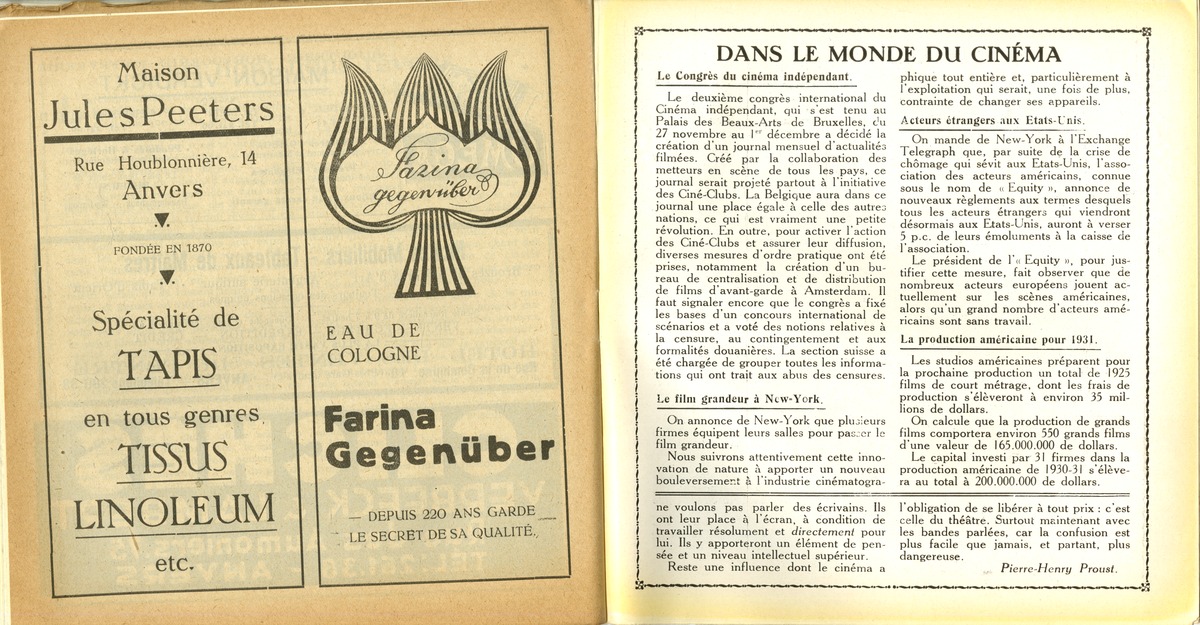 Maison
Jules Peeters
Rue Houblonnière, 14
Anvers
FONDÉE EN 1870
Spécialité de
TAPIS
en tous genres
TISSUS
LINOLEUM
etc.
Farina
gegenüber
EAU DE
COLOGNE
Farina
Gegenüber
— DEPUIS 220 ANS GARDE —
LE SECRET DE SA QUALITÉ.
DANS LE MONDE DU CINÉMA
Le Congrès du cinéma indépendant.
Le deuxième congrès international du
Cinéma indépendant, qui s'est tenu au
Palais des Beaux-Arts de Bruxelles, du
27 novembre au 1er décembre a décidé la
création d'un journal mensuel d'actualités
filmées. Créé par la collaboration des
metteurs en scène de tous les pays, ce
journal serait projeté partout à l'initiative
des Ciné-Clubs. La Belgique aura dans ce
journal une place égale à celle des autres
nations, ce qui est vraiment une petite
révolution. En outre, pour activer l'action
des Ciné-Clubs et assurer leur diffusion,
diverses mesures d'ordre pratique ont été
prises, notamment la création d'un bu-
reau de centralisation et de distribution
de films d'avant-garde à Amsterdam. Il
faut signaler encore que le congrès a fixé
les bases d'un concours international de
scénarios et a voté des notions relatives à
la censure, au contingentement et aux
formalités douanières. La section suisse a
été chargée de grouper toutes les informa-
tions qui ont trait aux abus des censures.
Le film grandeur à New-York.
On annonce de New-York que plusieurs
firmes équipent leurs salles pour passer le
film grandeur.
Nous suivrons attentivement cette inno-
vation de nature à apporter un nouveau
bouleversement à l'industrie cinématogra-
phique tout entière et, particulièrement à
l'exploitation qui serait, une fois de plus,
contrainte de changer ses appareils.
Acteurs étrangers aux Etats-Unis.
On mande de New-York à l'Exchange
Telegraph que, par suite de la crise de
chômage qui sévit aux Etats-Unis, l'asso-
ciation des acteurs américains, connue
sous le nom de « Equity », annonce de
nouveaux règlements aux termes desquels
tous les acteurs étrangers qui viendront
désormais aux Etats-Unis, auront à verser
5 p.c. de leurs émoluments à la caisse de
l'association.
Le président de l'« Equity », pour jus-
tifier cette mesure, fait observer que de
nombreux acteurs européens jouent ac-
tuellement sur les scènes américaines,
alors qu'un grand nombre d'acteurs amé-
ricains sont sans travail.
La production américaine pour 1931.
Les studios américains préparent pour
la prochaine production un total de 1925
films de court métrage, dont les frais de
production s'élèveront à environ 35 mil-
lions de dollars.
On calcule que la production de grands
films comportera environ 550 grands films
d'une valeur de 165.000.000 de dollars.
Le capital investi par 31 firmes dans la
production américaine de 1930-31 s'élève-
ra au total à 200.000.000 de dollars.
ne voulons pas parler des écrivains. Ils
ont leur place à l'écran, à condition de
travailler résolument et directement pour
lui. Ils y apporteront un élément de pen-
sée et un niveau intellectuel supérieur.
Reste une influence dont le cinéma a
l'obligation de se libérer à tout prix : c'est
celle du théâtre. Surtout maintenant avec
les bandes parlées, car la confusion est
plus facile que jamais, et partant, plus
dangereuse.
Pierre-Henry Proust.